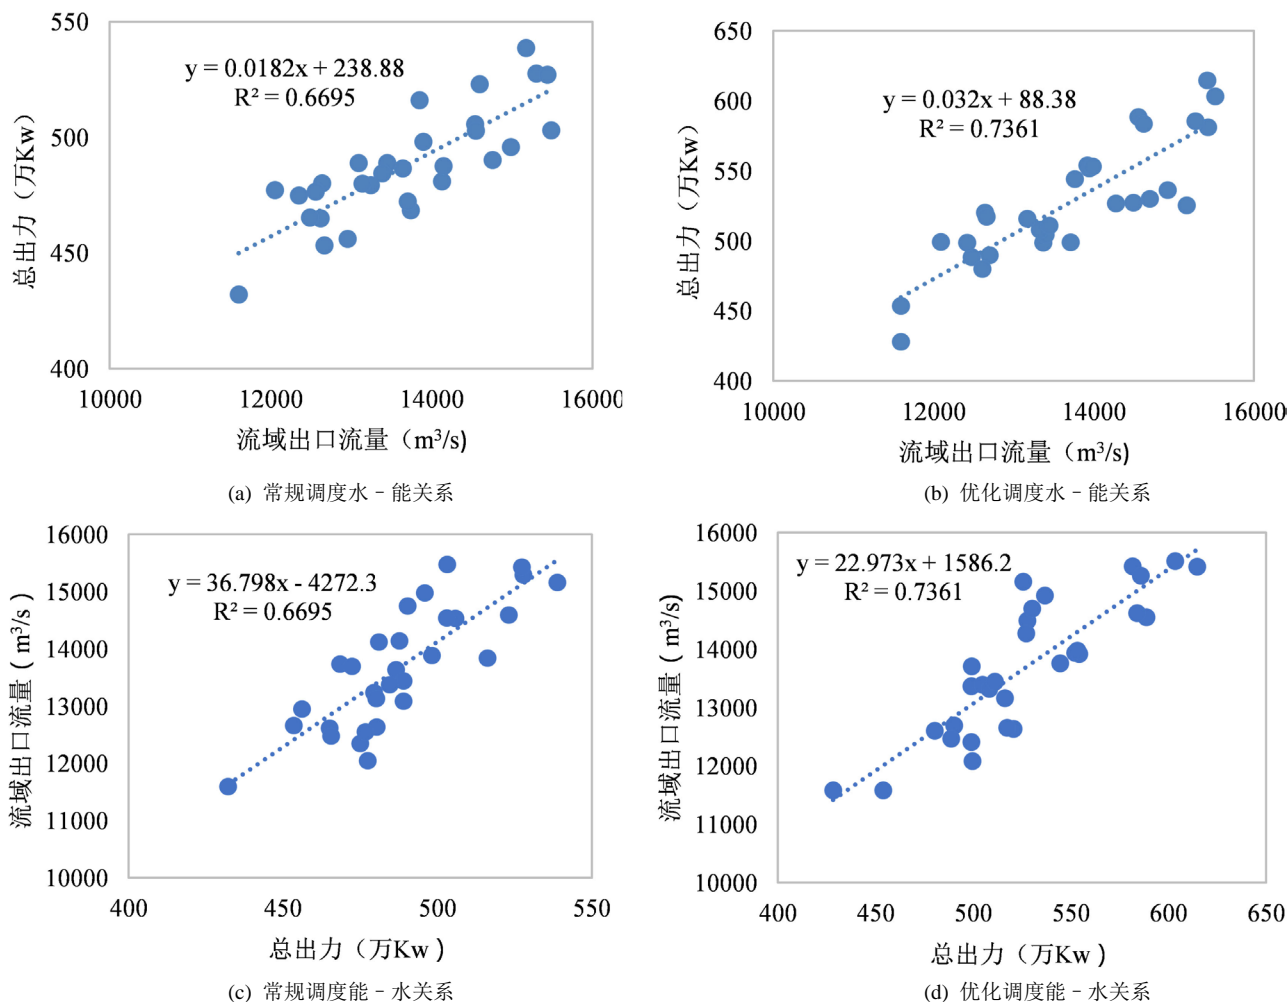 550
500
450
400
总出力（万Kw）
y = 0.0182x + 238.88
R² = 0.6695
10000 12000 14000 16000
流域出口流量（m³/s)
(a) 常规调度水－能关系
650
600
550
500
450
400
总出力（万Kw）
y = 0.032x + 88.38
R² = 0.7361
10000 12000 14000 16000
流域出口流量（m³/s)
(b) 优化调度水－能关系
16000
15000
14000
13000
12000
11000
10000
流域出口流量（m³/s)
y = 36.798x - 4272.3
R² = 0.6695
400 450 500 550
总出力（万Kw )
(c) 常规调度能－水关系
16000
15000
14000
13000
12000
11000
10000
流域出口流量（m³/s)
y = 22.973x + 1586.2
R² = 0.7361
400 450 500 550 600 650
总出力（万Kw )
(d) 优化调度能－水关系